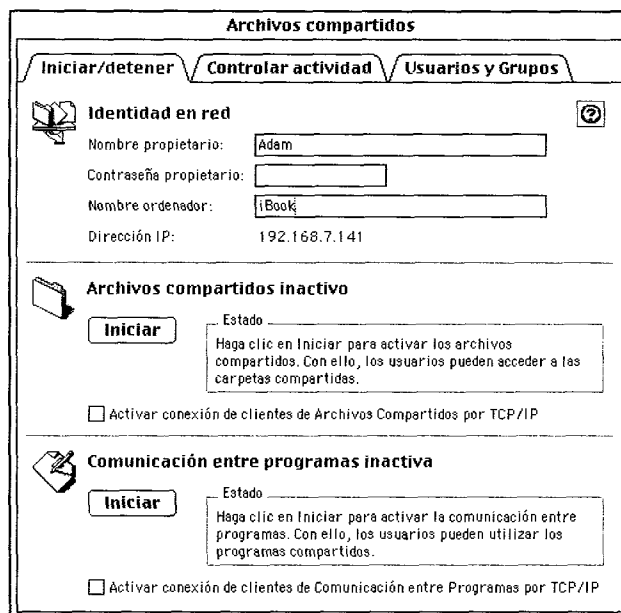 Archivos compartidos
Iniciar/detener Controlar actividad Usuarios y Grupos
Identidad en red
Nombre propietario: Adam
Contraseña propietario:
Nombre ordenador: iBook
Dirección IP: 192.168.7.141
Archivos compartidos inactivo
Iniciar
Estado
Haga clic en Iniciar para activar los archivos
compartidos. Con ello, los usuarios pueden acceder a las
carpetas compartidas.
Activar conexión de clientes de Archivos Compartidos por TCP/IP
Comunicación entre programas inactiva
Iniciar
Estado
Haga clic en Iniciar para activar la comunicación entre
programas. Con ello, los usuarios pueden utilizar los
programas compartidos.
Activar conexión de clientes de Comunicación entre Programas por TCP/IP